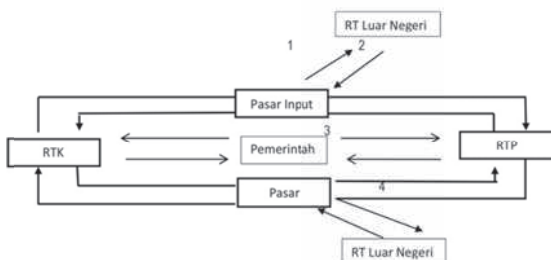 RT Luar Negeri
1
2
Pasar Input
3
RTK
Pemerintah
RTP
Pasar
4
RT Luar Negeri